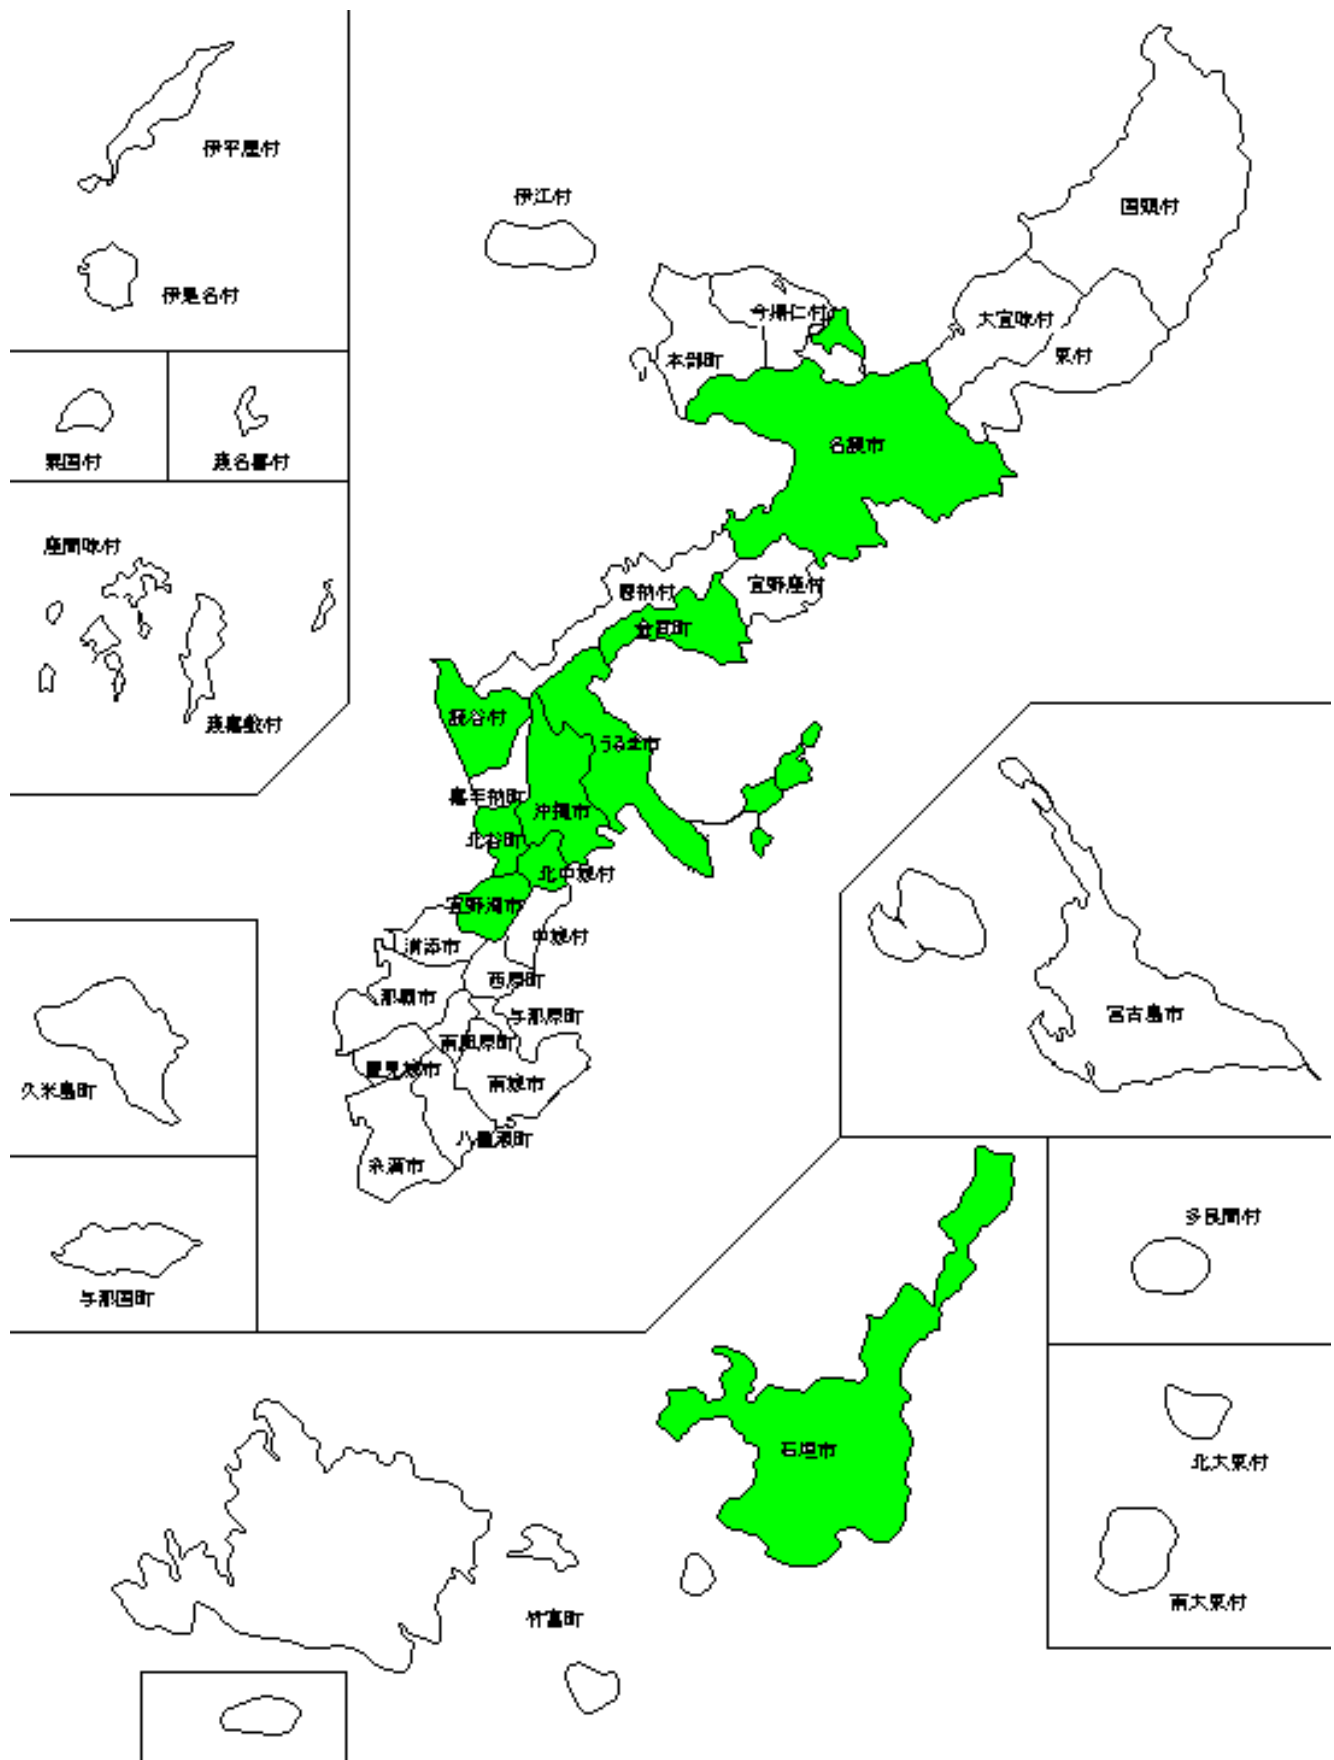 伊平屋村
伊江村
国頭村
伊是名村
今帰仁村
大宜味村
本部町
東村
粟国村
渡名喜村
名護市
座間味村
恩納村
宜野座村
金武町
渡嘉敷村
読谷村
うるま市
嘉手納町
沖縄市
北谷町
北中城村
宜野湾市
浦添市
中城村
西原町
那覇市
与那原町
宮古島市
南風原町
豊見城市
南城市
久米島町
八重瀬町
糸満市
多良間村
与那国町
石垣市
北大東村
南大東村
竹富町